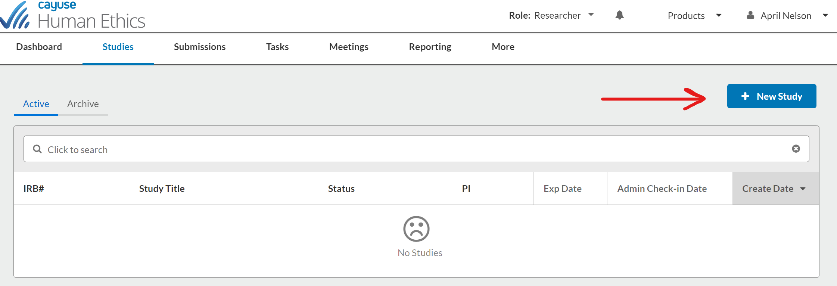 cayuse
Human Ethics
Role: Researcher
Products
April Nelson
Dashboard
Studies
Submissions
Tasks
Meetings
Reporting
More
Active
Archive
+ New Study
Click to search
IRB#
Study Title
Status
PI
Exp Date
Admin Check-in Date
Create Date
No Studies